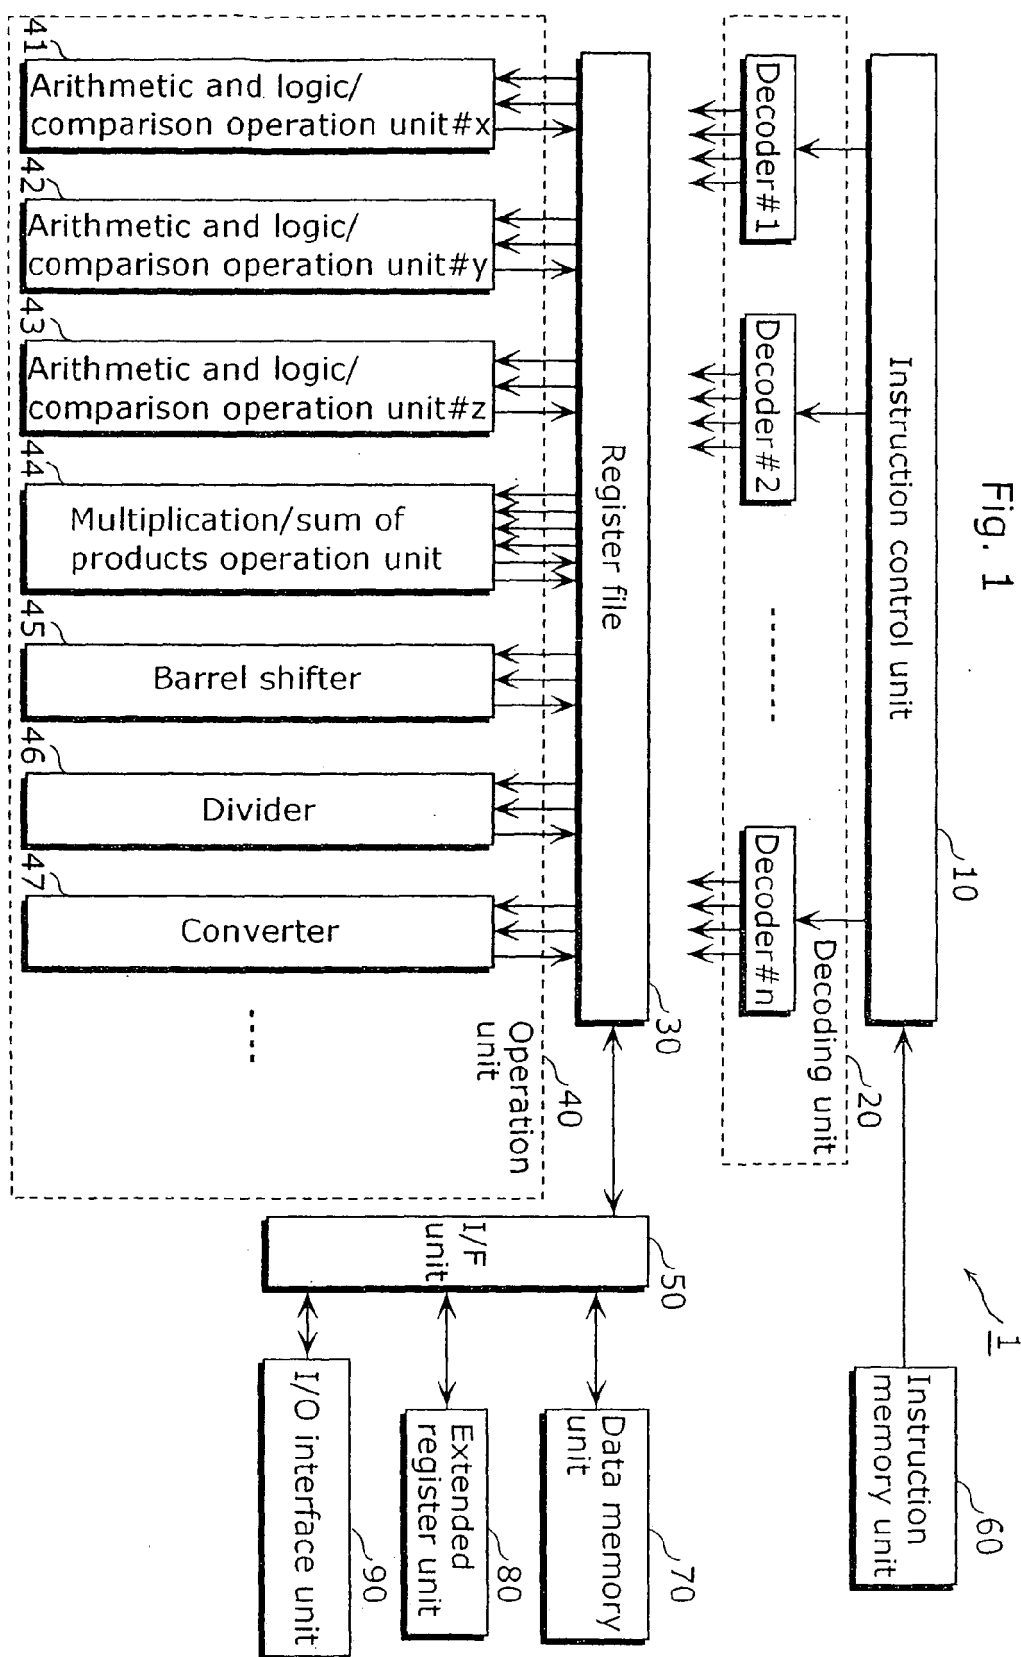 Fig. 1
1
60
Instruction
memory unit
10
Instruction control unit
20
Decoding unit
Decoder#1
Decoder#2
Decoder#n
30
Register file
50
I/F
unit
70
Data memory
unit
80
Extended
register unit
90
I/O interface unit
40
Operation
unit
41
Arithmetic and logic/
comparison operation unit#x
42
Arithmetic and logic/
comparison operation unit#y
43
Arithmetic and logic/
comparison operation unit#z
44
Multiplication/sum of
products operation unit
45
Barrel shifter
46
Divider
47
Converter